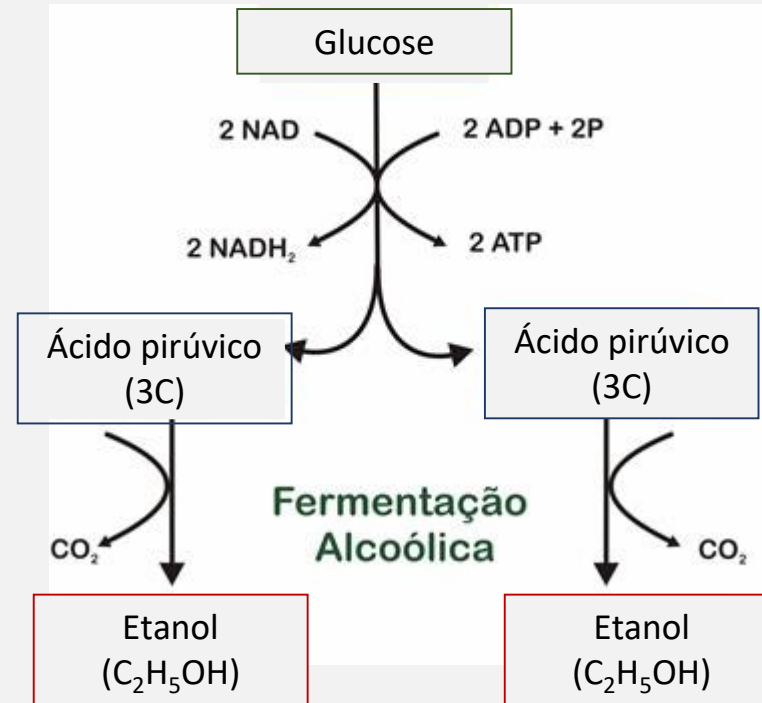 Glucose
2 NAD
2 ADP + 2P
2 NADH₂
2 ATP
Ácido pirúvico
(3C)
Ácido pirúvico
(3C)
Fermentação
Alcoólica
CO₂
CO₂
Etanol
(C₂H₅OH)
Etanol
(C₂H₅OH)